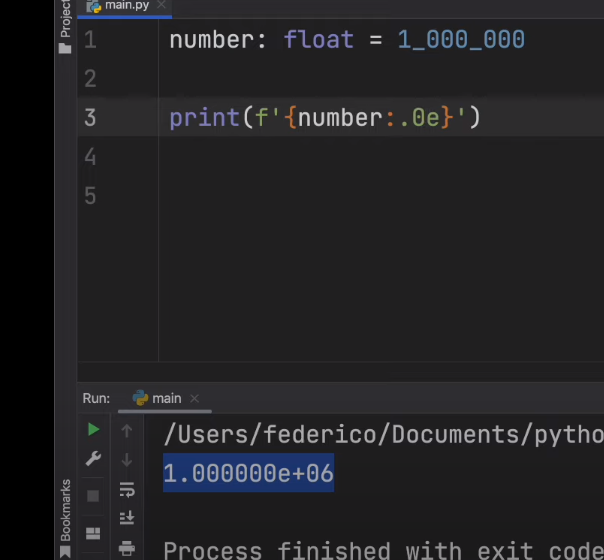 main.py
Project
1 number: float = 1_000_000
2
3 print(f'{number:.0e}')
4
5
Run: main
/Users/federico/Documents/pytho
1.000000e+06
Process finished with exit code
Bookmarks